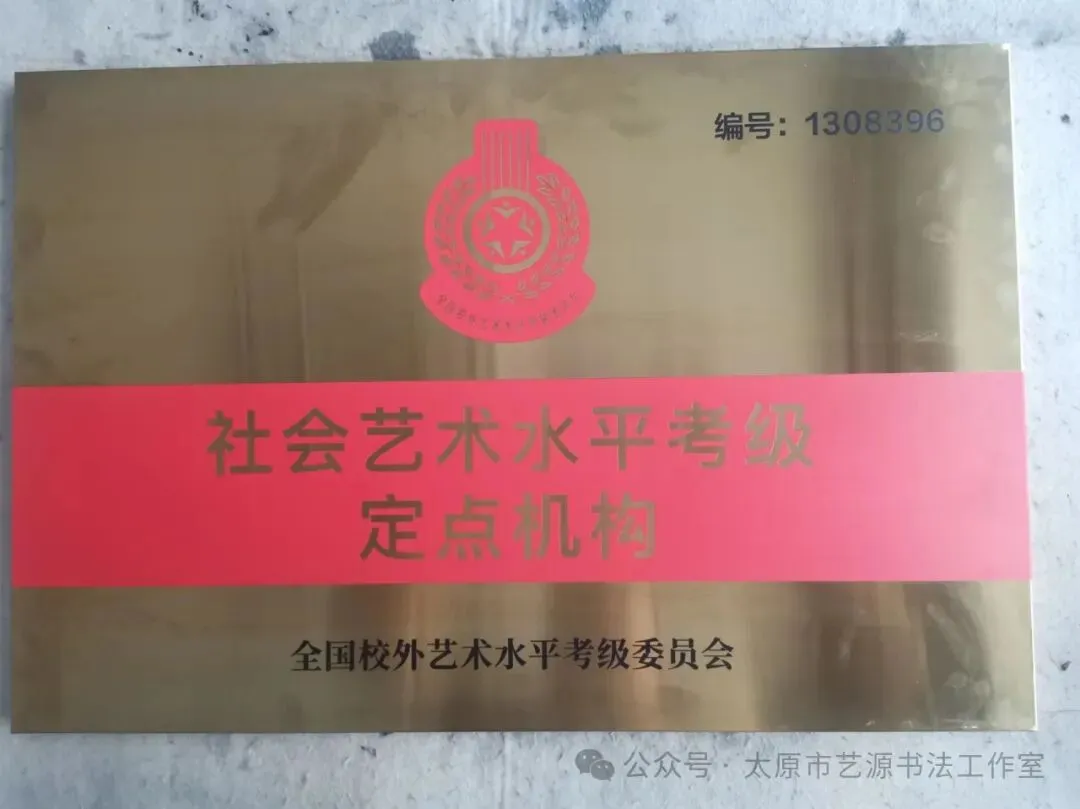 编号：1308396
社会艺术水平考级
定点机构
全国校外艺术水平考级委员会
公众号·太原市艺源书法工作室